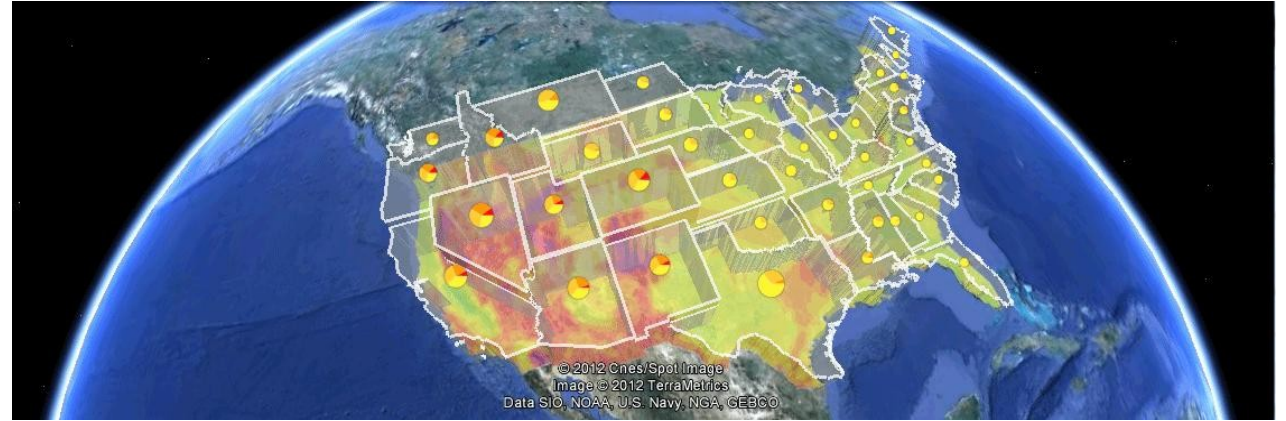 © 2012 Cnes/Spot Image
Image © 2012 TerraMetrics
Data SIO, NOAA, U.S. Navy, NGA, GEBCO